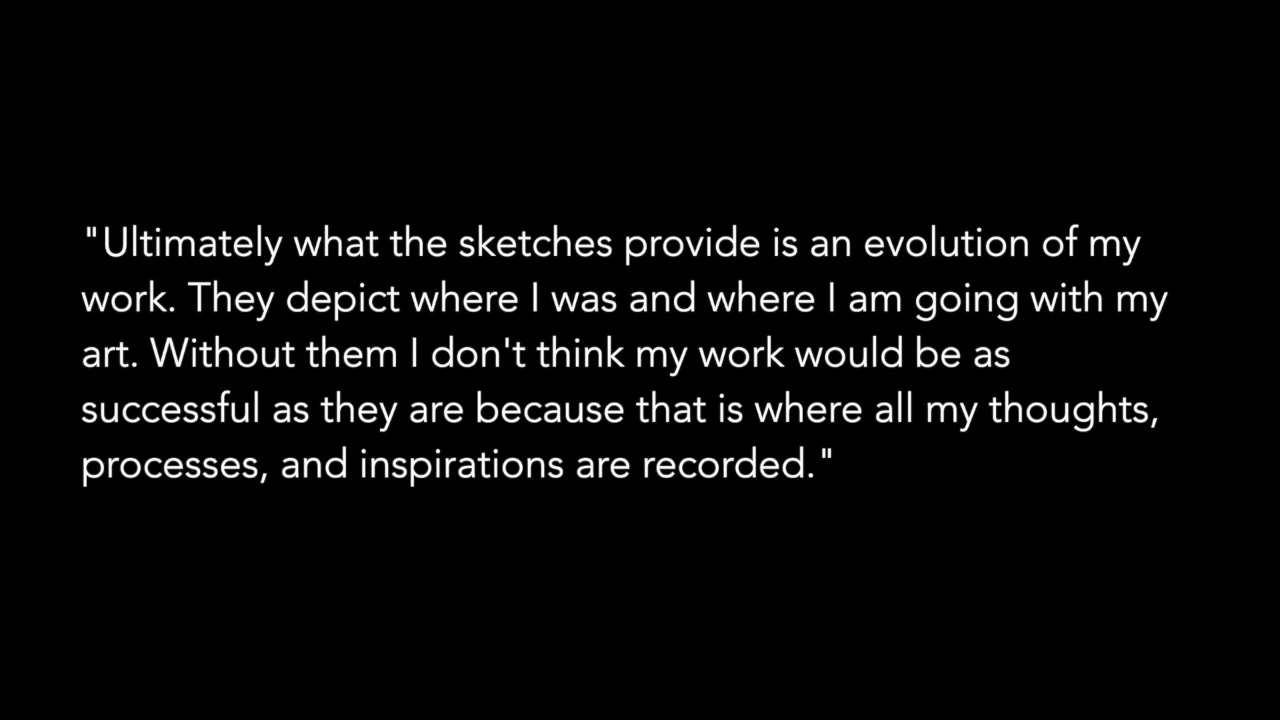 "Ultimately what the sketches provide is an evolution of my
work. They depict where I was and where I am going with my
art. Without them I don't think my work would be as
successful as they are because that is where all my thoughts,
processes, and inspirations are recorded."